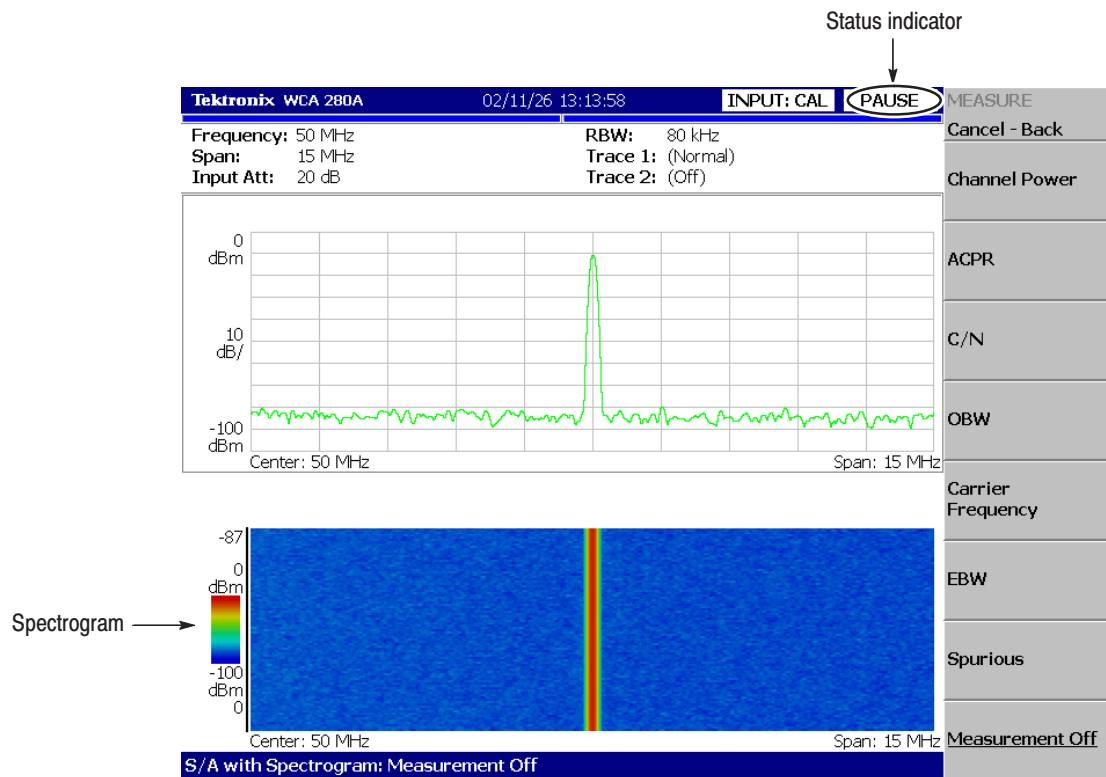 Status indicator
Tektronix WCA 280A 02/11/26 13:13:58 INPUT: CAL PAUSE
MEASURE
Cancel - Back
Frequency: 50 MHz RBW: 80 kHz
Span: 15 MHz Trace 1: (Normal)
Input Att: 20 dB Trace 2: (Off)
Channel Power
ACPR
C/N
OBW
Carrier
Frequency
EBW
Spurious
Measurement Off
0
dBm
10
dB/
-100
dBm
Center: 50 MHz Span: 15 MHz
-87
0
dBm
Spectrogram
-100
dBm
0
Center: 50 MHz Span: 15 MHz
S/A with Spectrogram: Measurement Off